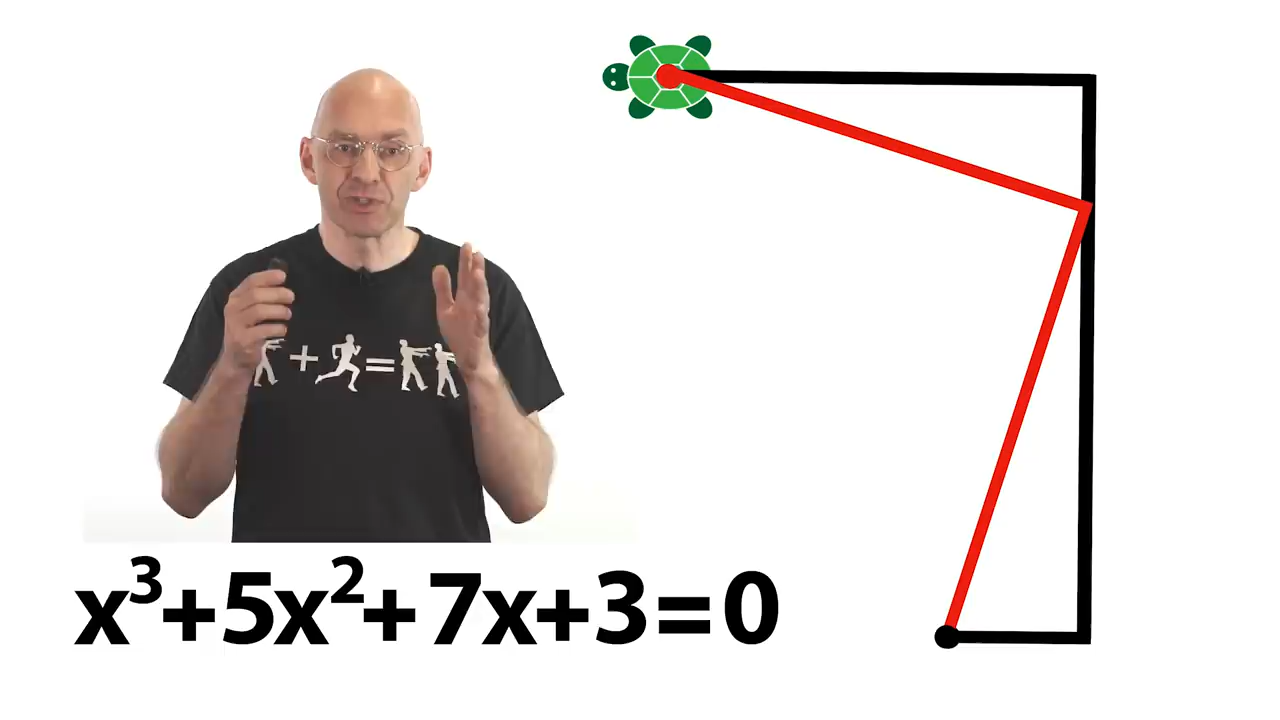 + =
x³+5x²+7x+3=0